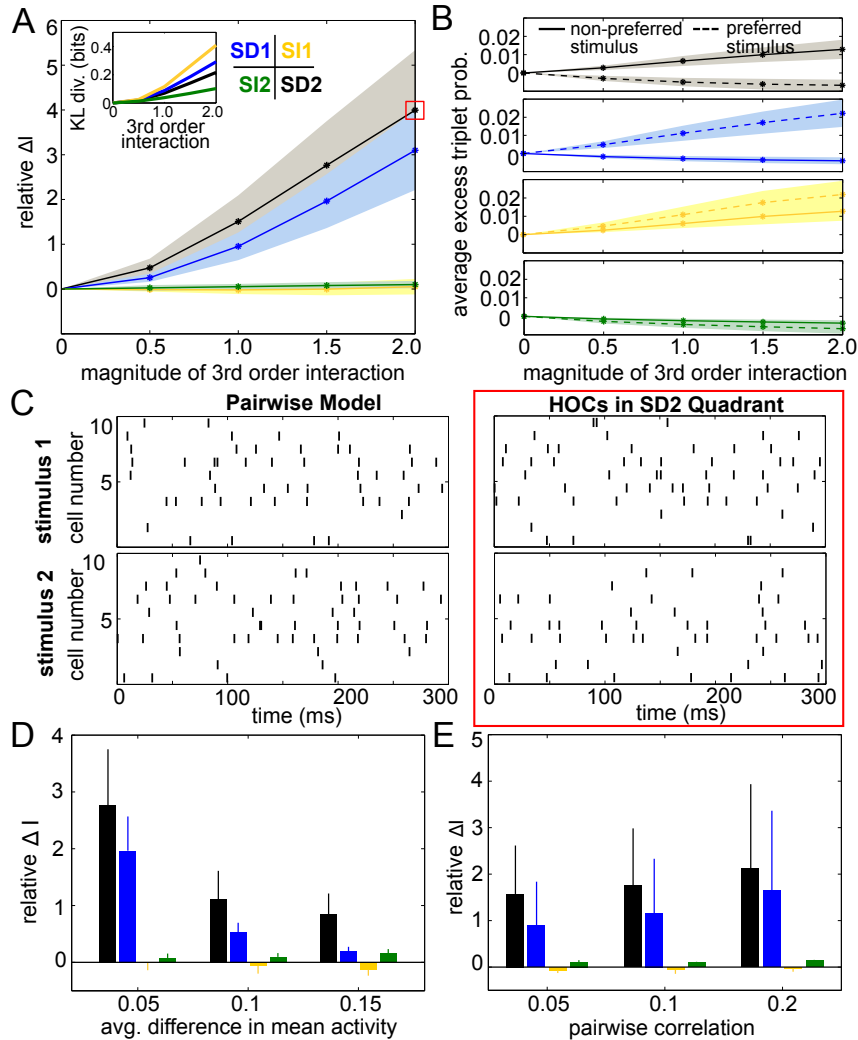 A
6
5
4
3
2
1
0
relative ΔI
KL div. (bits)
0.4
0.2
0
0 1.0 2.0
3rd order
interaction
SD1 SI1
SI2 SD2
0 0.5 1.0 1.5 2.0
magnitude of 3rd order interaction
B
average excess triplet prob.
non-preferred
stimulus
preferred
stimulus
0.02
0.01
0
0.02
0.01
0
0.02
0.01
0
0.02
0.01
0
0 0.5 1.0 1.5 2.0
magnitude of 3rd order interaction
C
Pairwise Model
HOCs in SD2 Quadrant
stimulus 1
cell number
10
5
stimulus 2
cell number
10
5
0 100 200 300
time (ms)
0 100 200 300
time (ms)
D
4
3
2
1
0
relative Δ I
0.05 0.1 0.15
avg. difference in mean activity
E
5
4
3
2
1
0
relative ΔI
0.05 0.1 0.2
pairwise correlation